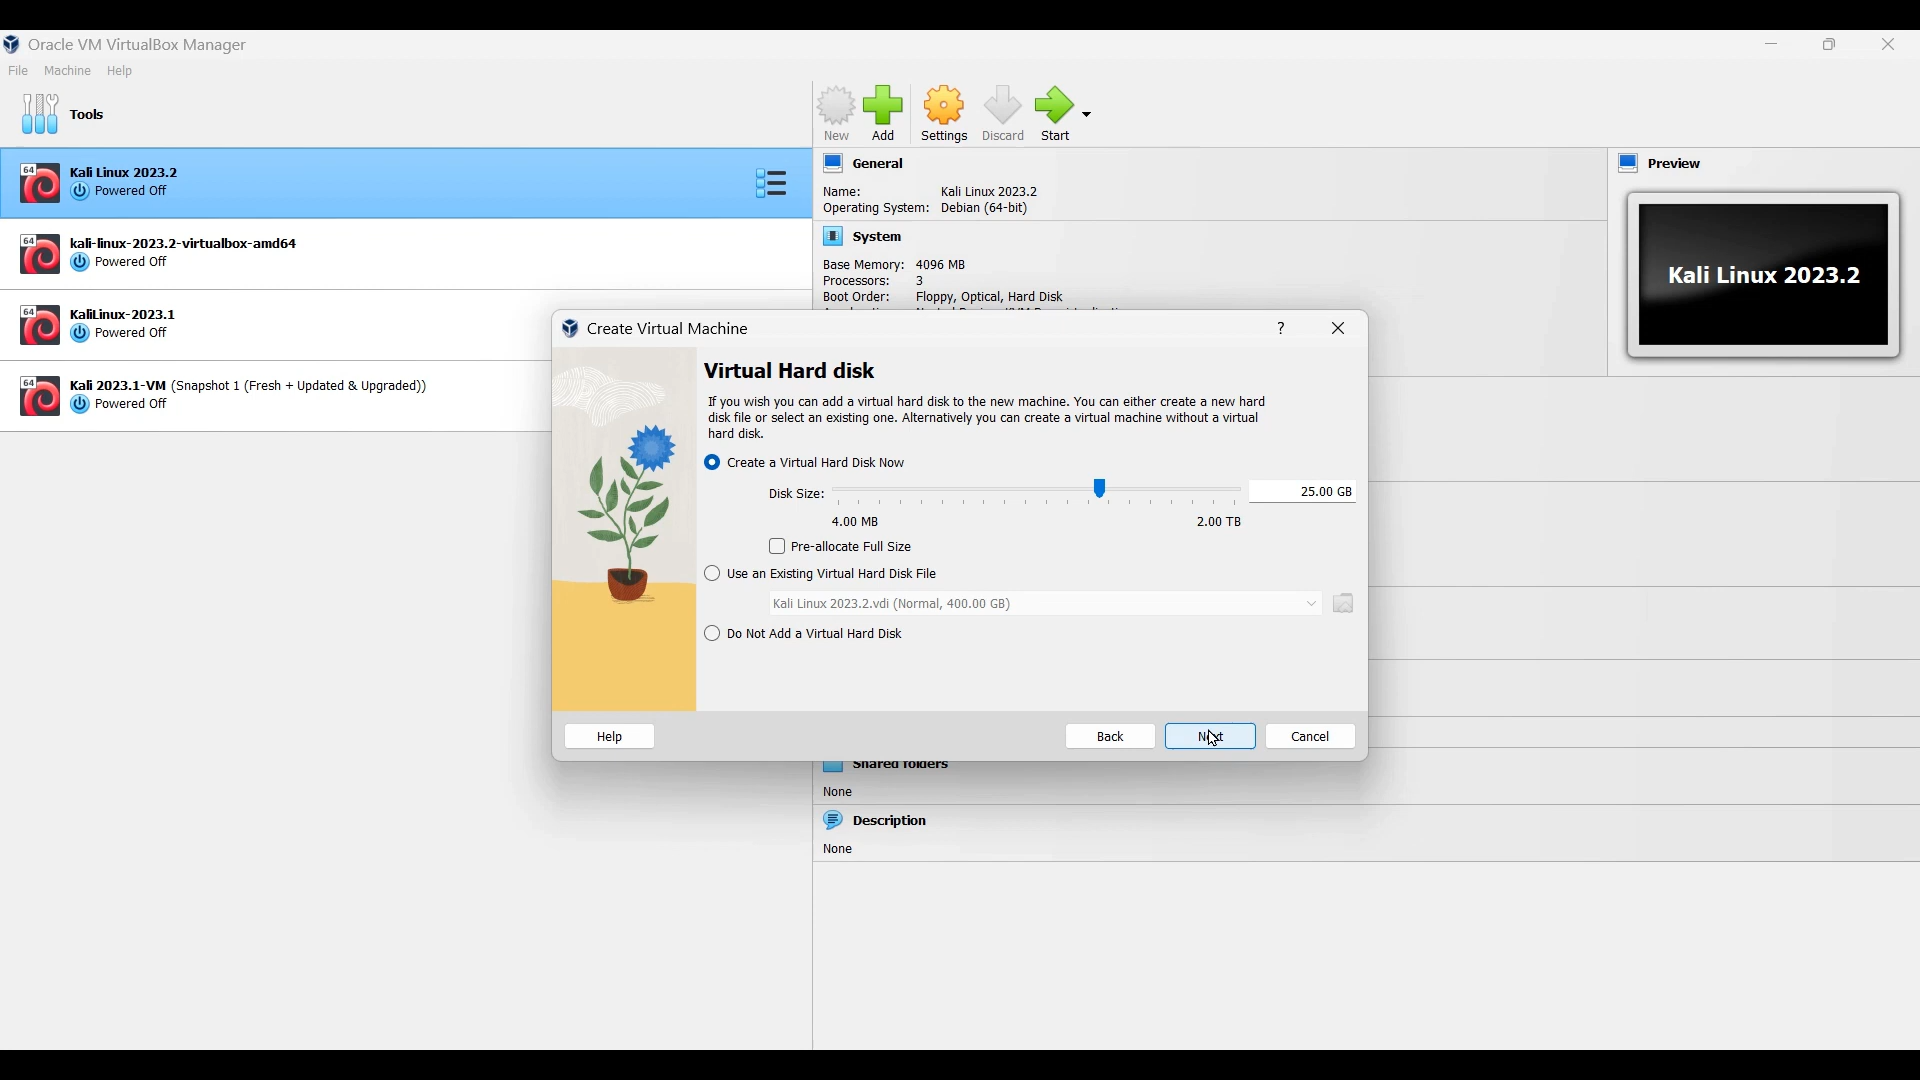 Oracle VM VirtualBox Manager
File Machine Help
Tools
New Add Settings Discard Start
64 Kali Linux 2023.2
Powered Off
64 kali-linux-2023.2-virtualbox-amd64
Powered Off
64 KaliLinux-2023.1
Powered Off
64 Kali 2023.1-VM (Snapshot 1 (Fresh + Updated & Upgraded))
Powered Off
General
Name: Kali Linux 2023.2
Operating System: Debian (64-bit)
System
Base Memory: 4096 MB
Processors: 3
Boot Order: Floppy, Optical, Hard Disk
Preview
Kali Linux 2023.2
Create Virtual Machine ?
Virtual Hard disk
If you wish you can add a virtual hard disk to the new machine. You can either create a new hard
disk file or select an existing one. Alternatively you can create a virtual machine without a virtual
hard disk.
Create a Virtual Hard Disk Now
Disk Size: 25.00 GB
4.00 MB 2.00 TB
Pre-allocate Full Size
Use an Existing Virtual Hard Disk File
Kali Linux 2023.2.vdi (Normal, 400.00 GB)
Do Not Add a Virtual Hard Disk
Help Back Next Cancel
Shared folders
None
Description
None